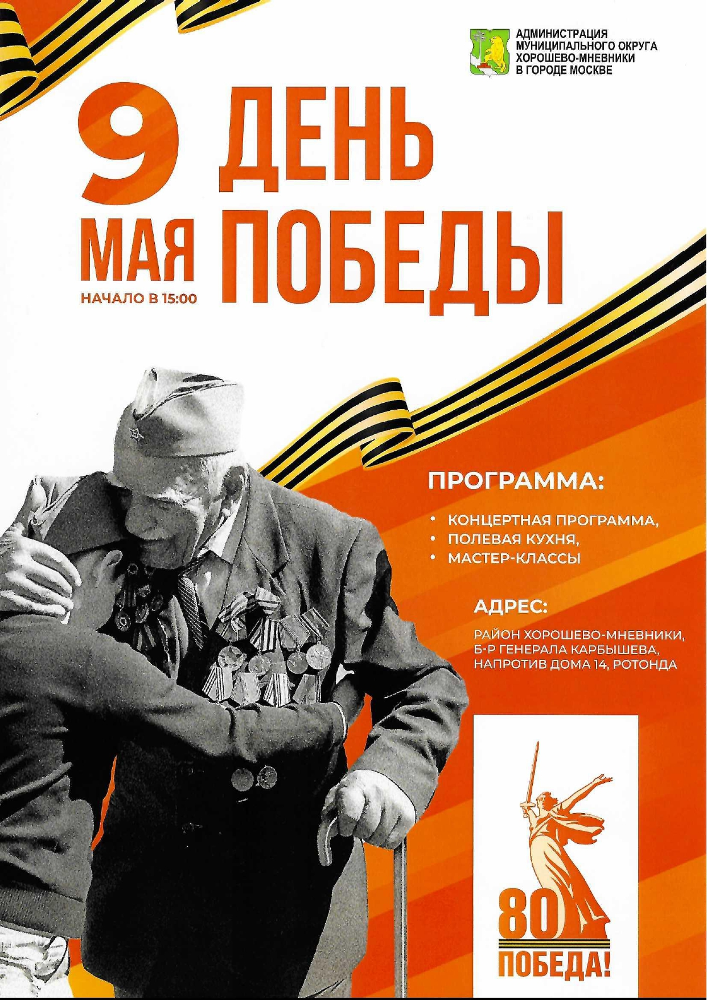 АДМИНИСТРАЦИЯ
МУНИЦИПАЛЬНОГО ОКРУГА
ХОРОШЕВО-МНЕВНИКИ
В ГОРОДЕ МОСКВЕ
9
МАЯ
НАЧАЛО В 15:00
ДЕНЬ
ПОБЕДЫ
ПРОГРАММА:
• КОНЦЕРТНАЯ ПРОГРАММА,
• ПОЛЕВАЯ КУХНЯ,
• МАСТЕР-КЛАССЫ
АДРЕС:
РАЙОН ХОРОШЕВО-МНЕВНИКИ,
Б-Р ГЕНЕРАЛА КАРБЫШЕВА,
НАПРОТИВ ДОМА 14, РОТОНДА
80
ПОБЕДА!